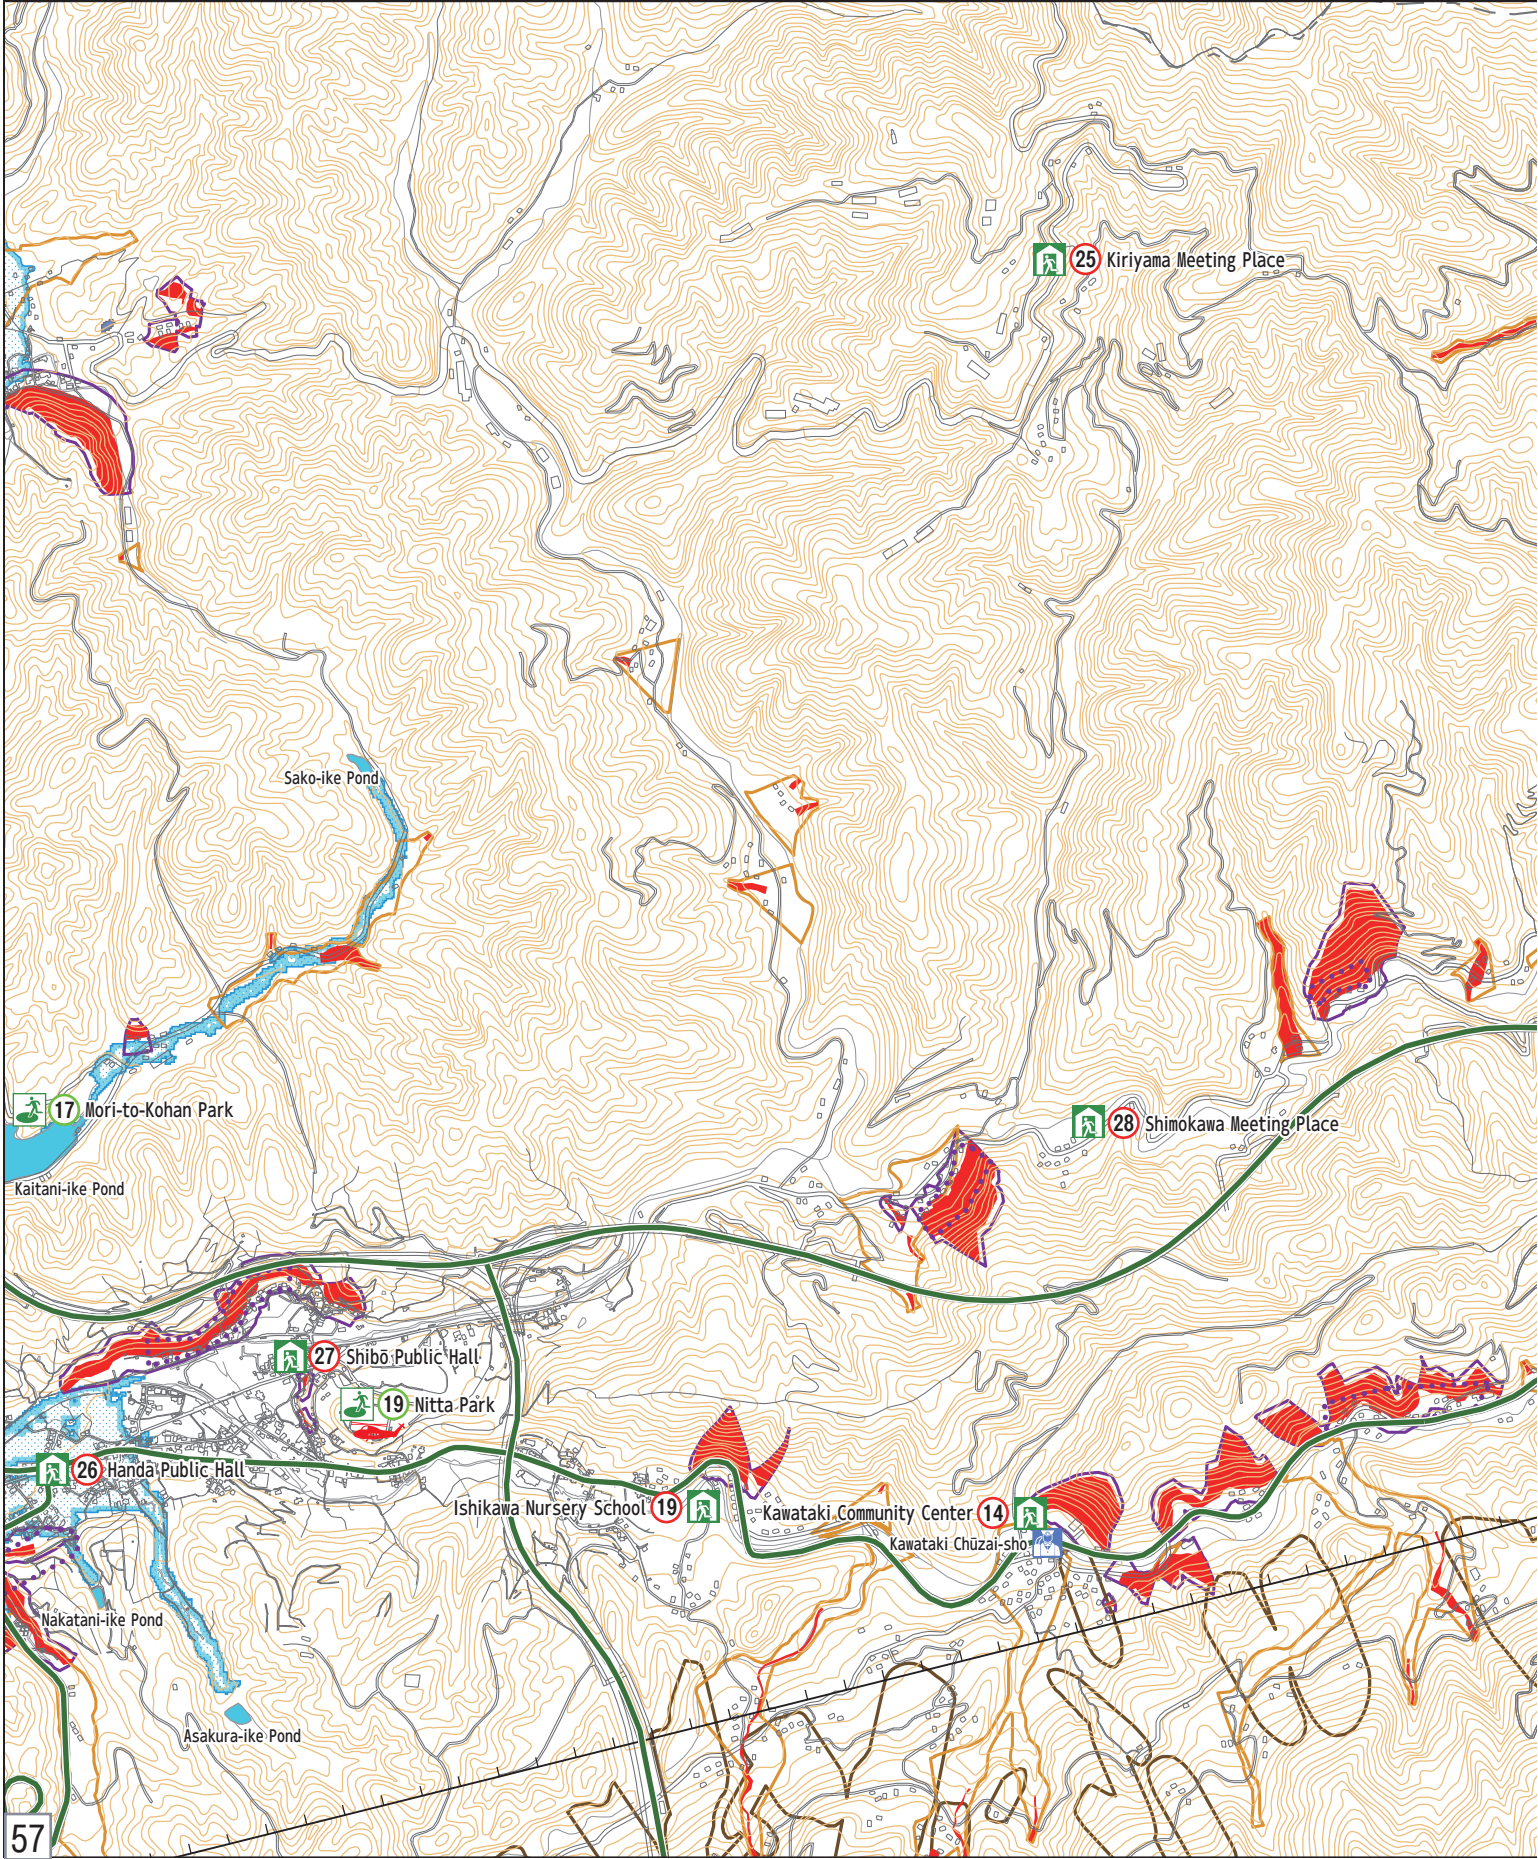 25 Kiriyama Meeting Place
Sako-ike Pond
17 Mori-to-Kohan Park
28 Shimokawa Meeting Place
Kaitani-ike Pond
27 Shibō Public Hall
19 Nitta Park
26 Handa Public Hall
Ishikawa Nursery School 19
Kawataki Community Center 14
Kawataki Chūzai-sho
Nakatani-ike Pond
Asakura-ike Pond
57